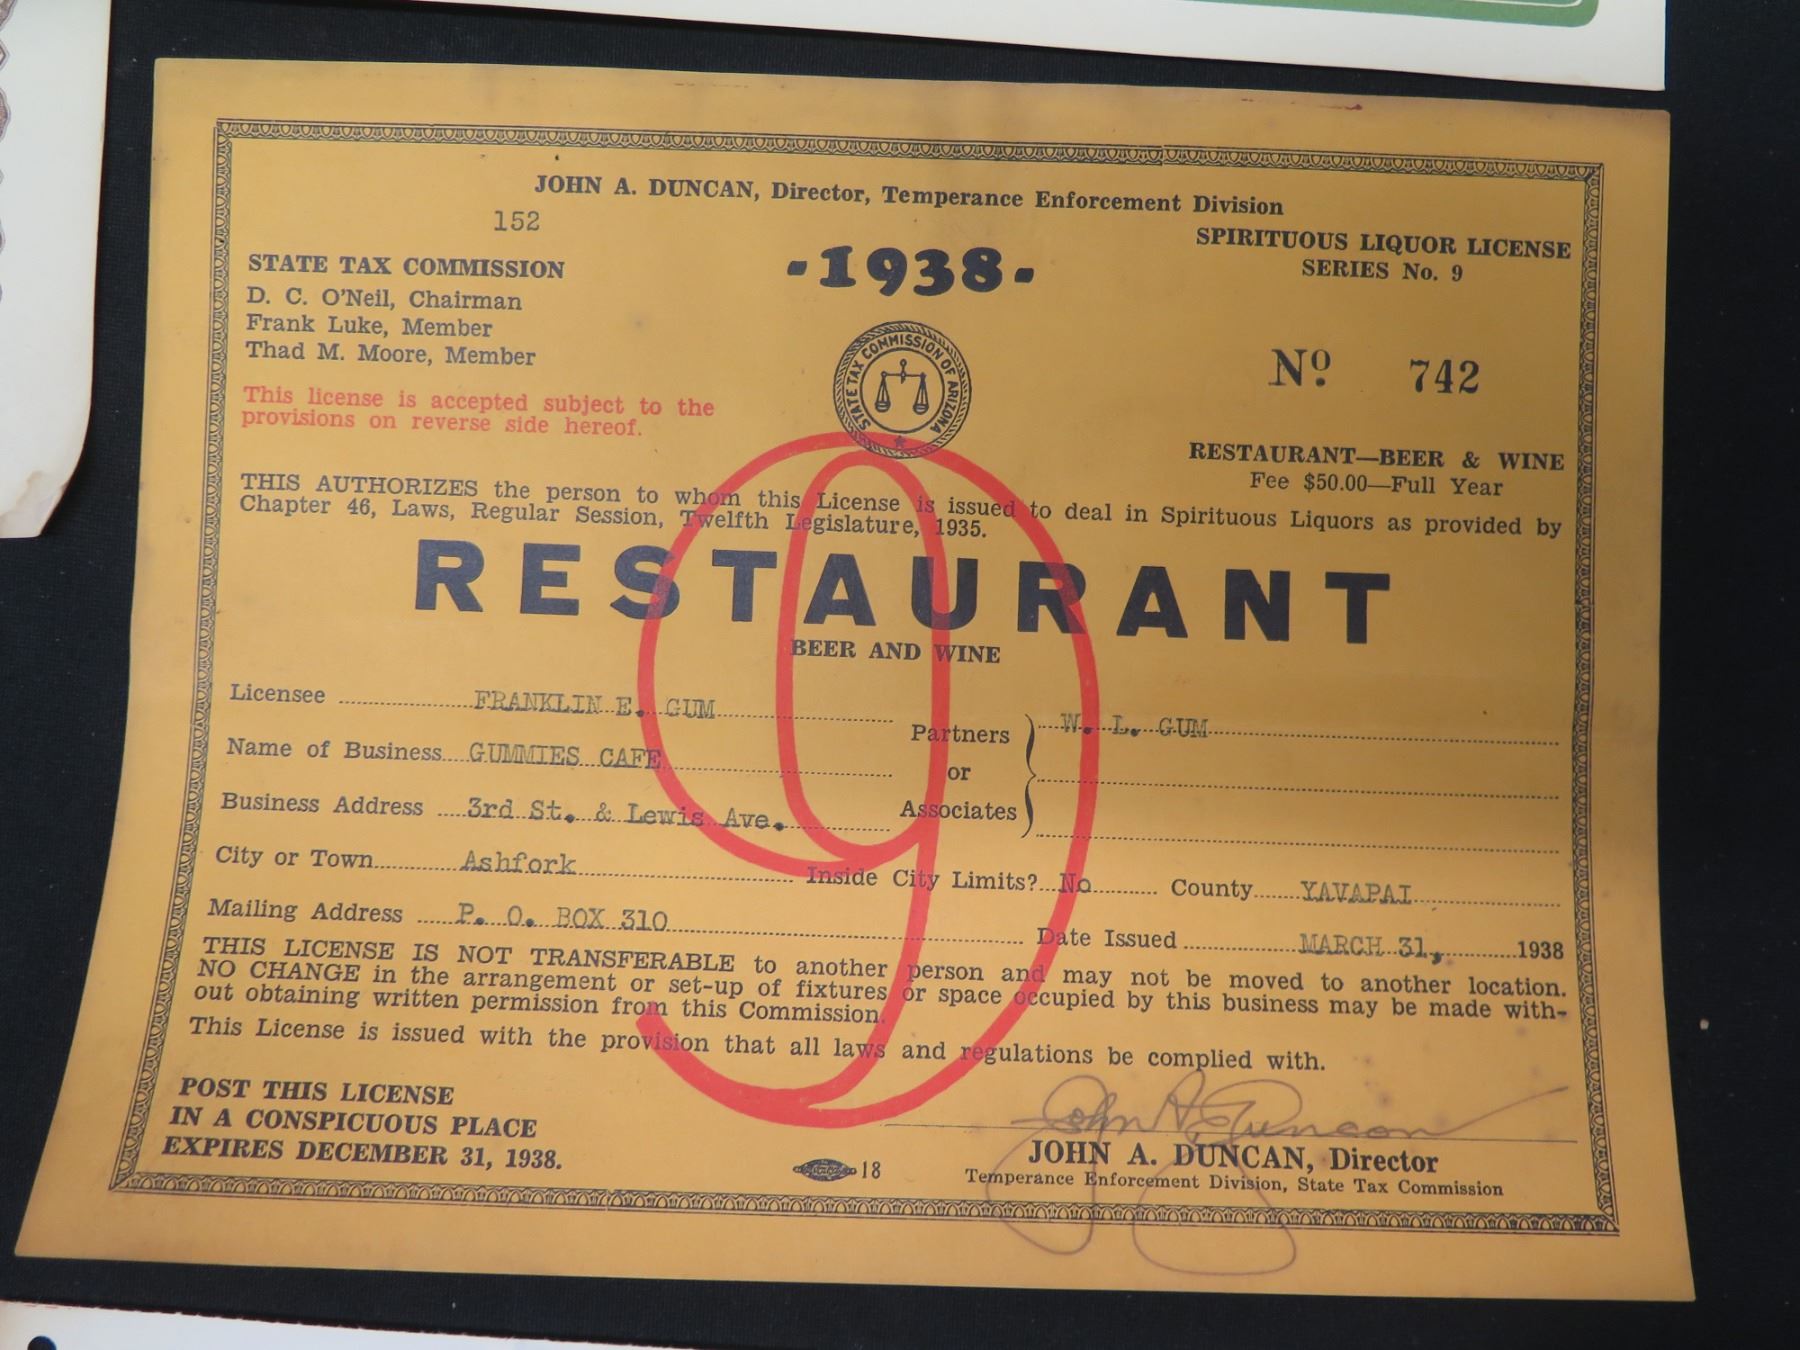 JOHN A. DUNCAN, Director, Temperance Enforcement Division
152
STATE TAX COMMISSION
D. C. O'Neil, Chairman
Frank Luke, Member
Thad M. Moore, Member
This license is accepted subject to the
provisions on reverse side hereof.
-1938-
STATE TAX COMMISSION OF ARIZONA
SPIRITUOUS LIQUOR LICENSE
SERIES No. 9
No. 742
RESTAURANT—BEER & WINE
Fee $50.00—Full Year
THIS AUTHORIZES the person to whom this License is issued to deal in Spirituous Liquors as provided by
Chapter 46, Laws, Regular Session, Twelfth Legislature, 1935.
9
RESTAURANT
BEER AND WINE
Licensee FRANKLIN E. GUM
Name of Business GUMMIES CAFE
Business Address 3rd St. & Lewis Ave.
Partners or Associates W. L. GUM
City or Town Ashfork Inside City Limits? No County YAVAPAI
Mailing Address P. O. BOX 310 Date Issued MARCH 31, 1938
THIS LICENSE IS NOT TRANSFERABLE to another person and may not be moved to another location.
NO CHANGE in the arrangement or set-up of fixtures or space occupied by this business may be made with-
out obtaining written permission from this Commission.
This License is issued with the provision that all laws and regulations be complied with.
POST THIS LICENSE
IN A CONSPICUOUS PLACE
EXPIRES DECEMBER 31, 1938.
18
John A. Duncan
JOHN A. DUNCAN, Director
Temperance Enforcement Division, State Tax Commission